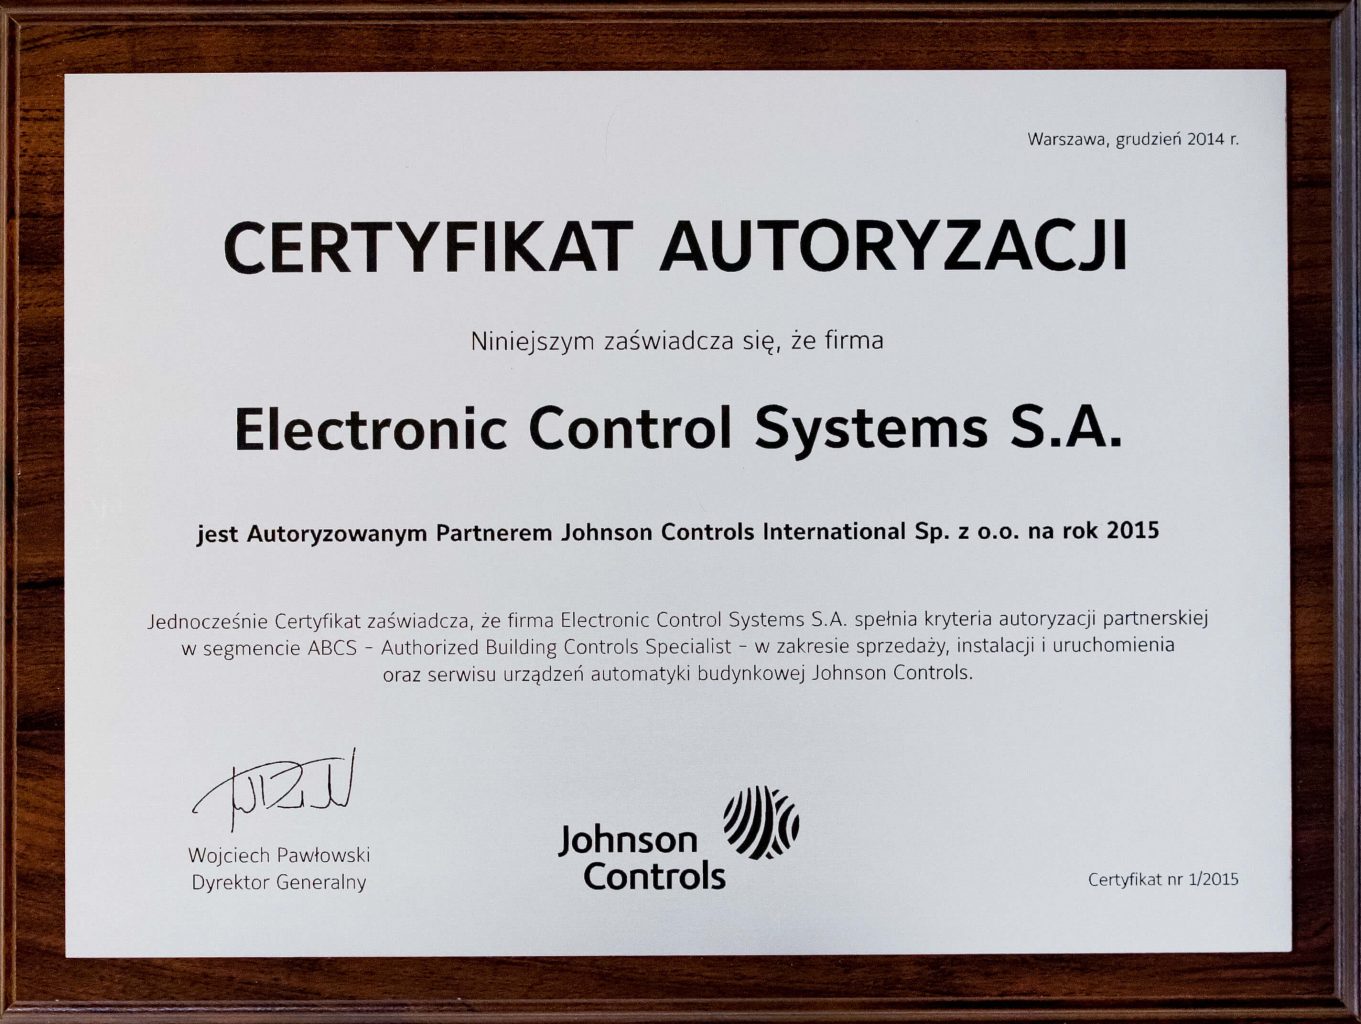 Warszawa, grudzień 2014 r.
CERTYFIKAT AUTORYZACJI
Niniejszym zaświadcza się, że firma
Electronic Control Systems S.A.
jest Autoryzowanym Partnerem Johnson Controls International Sp. z o.o. na rok 2015
Jednocześnie Certyfikat zaświadcza, że firma Electronic Control Systems S.A. spełnia kryteria autoryzacji partnerskiej
w segmencie ABCS – Authorized Building Controls Specialist – w zakresie sprzedaży, instalacji i uruchomienia
oraz serwisu urządzeń automatyki budynkowej Johnson Controls.
Wojciech Pawłowski
Dyrektor Generalny
Johnson
Controls
Certyfikat nr 1/2015